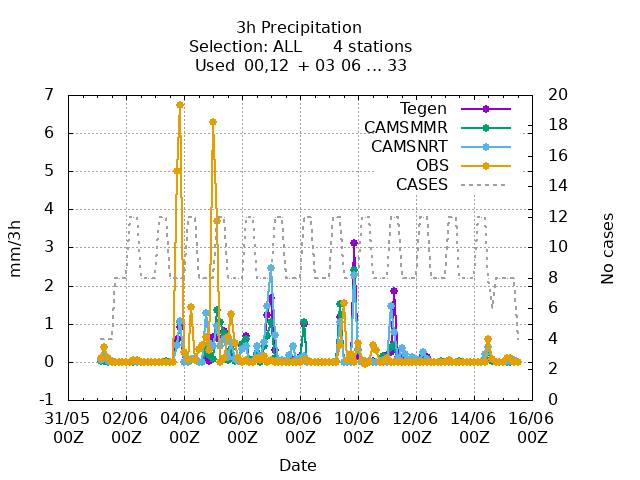 3h Precipitation
Selection: ALL 4 stations
Used 00,12 + 03 06 ... 33
7
6
5
4
3
2
1
0
-1
mm/3h
20
18
16
14
12
10
8
6
4
2
0
No cases
Tegen
CAMSMMR
CAMSNRT
OBS
CASES
31/05 02/06 04/06 06/06 08/06 10/06 12/06 14/06 16/06
00Z 00Z 00Z 00Z 00Z 00Z 00Z 00Z 00Z
Date